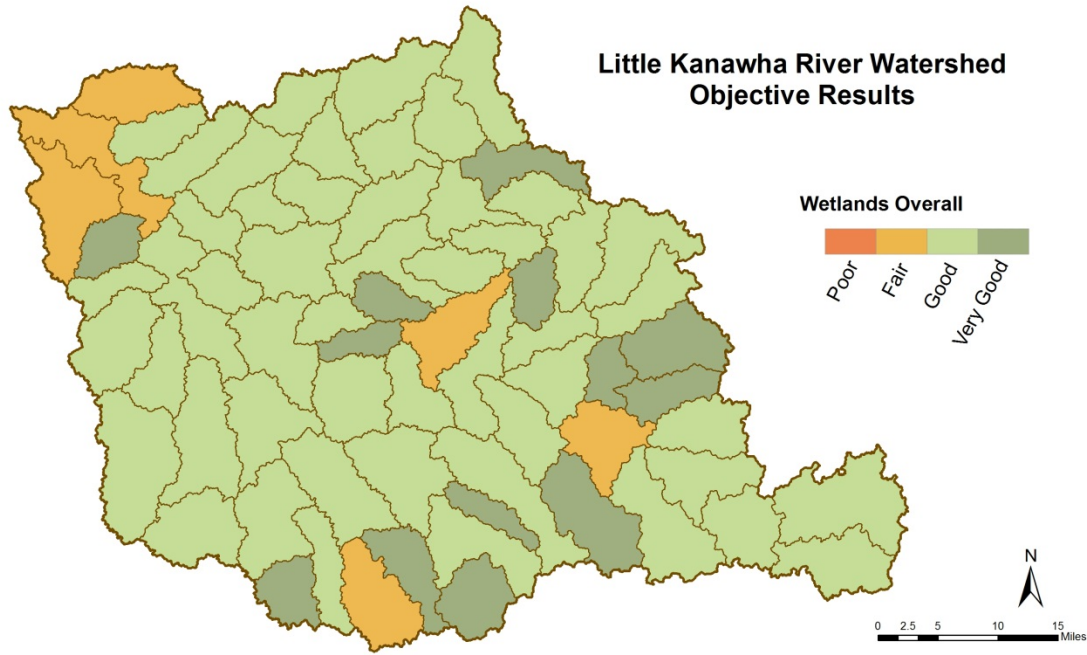 Little Kanawha River Watershed
Objective Results
Wetlands Overall
Poor
Fair
Good
Very Good
N
0 2.5 5 10 15
Miles